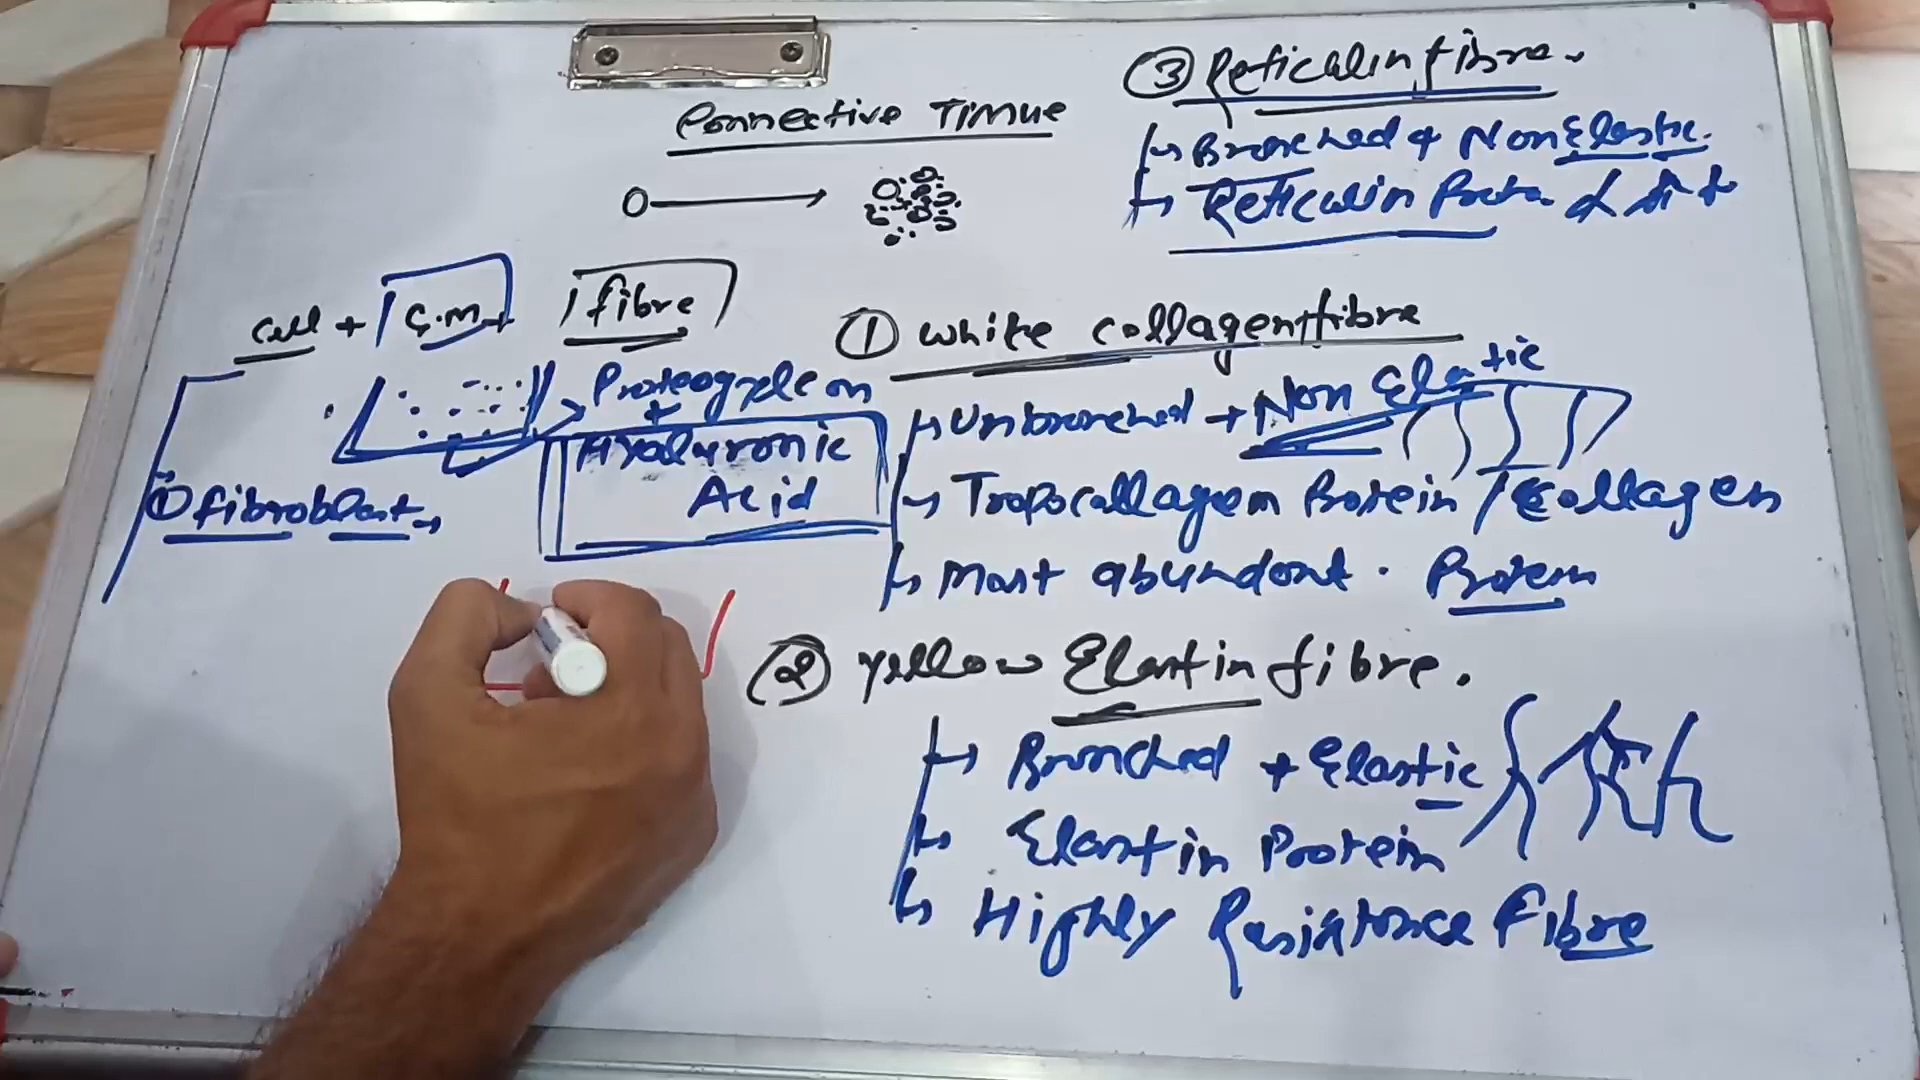 Connective Tissue
Cell + G.M + fibre
Proteoglycan
+
Hyaluronic
Acid
① fibroblast
① White collagen fibre
Unbranched + Non Elastic
Tropocollagen Protein / Collagen
Most abundant . Protein
② Yellow Elastin fibre.
Branched + Elastic
Elastin Protein
Highly Resistance Fibre
③ Reticulin fibre.
Branched & Non Elastic.
Reticulin Protein